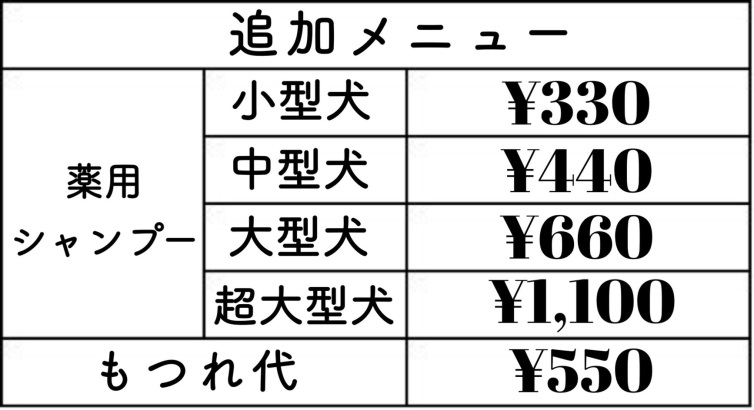 追加メニュー
薬用
シャンプー
小型犬 ¥330
中型犬 ¥440
大型犬 ¥660
超大型犬 ¥1,100
もつれ代 ¥550